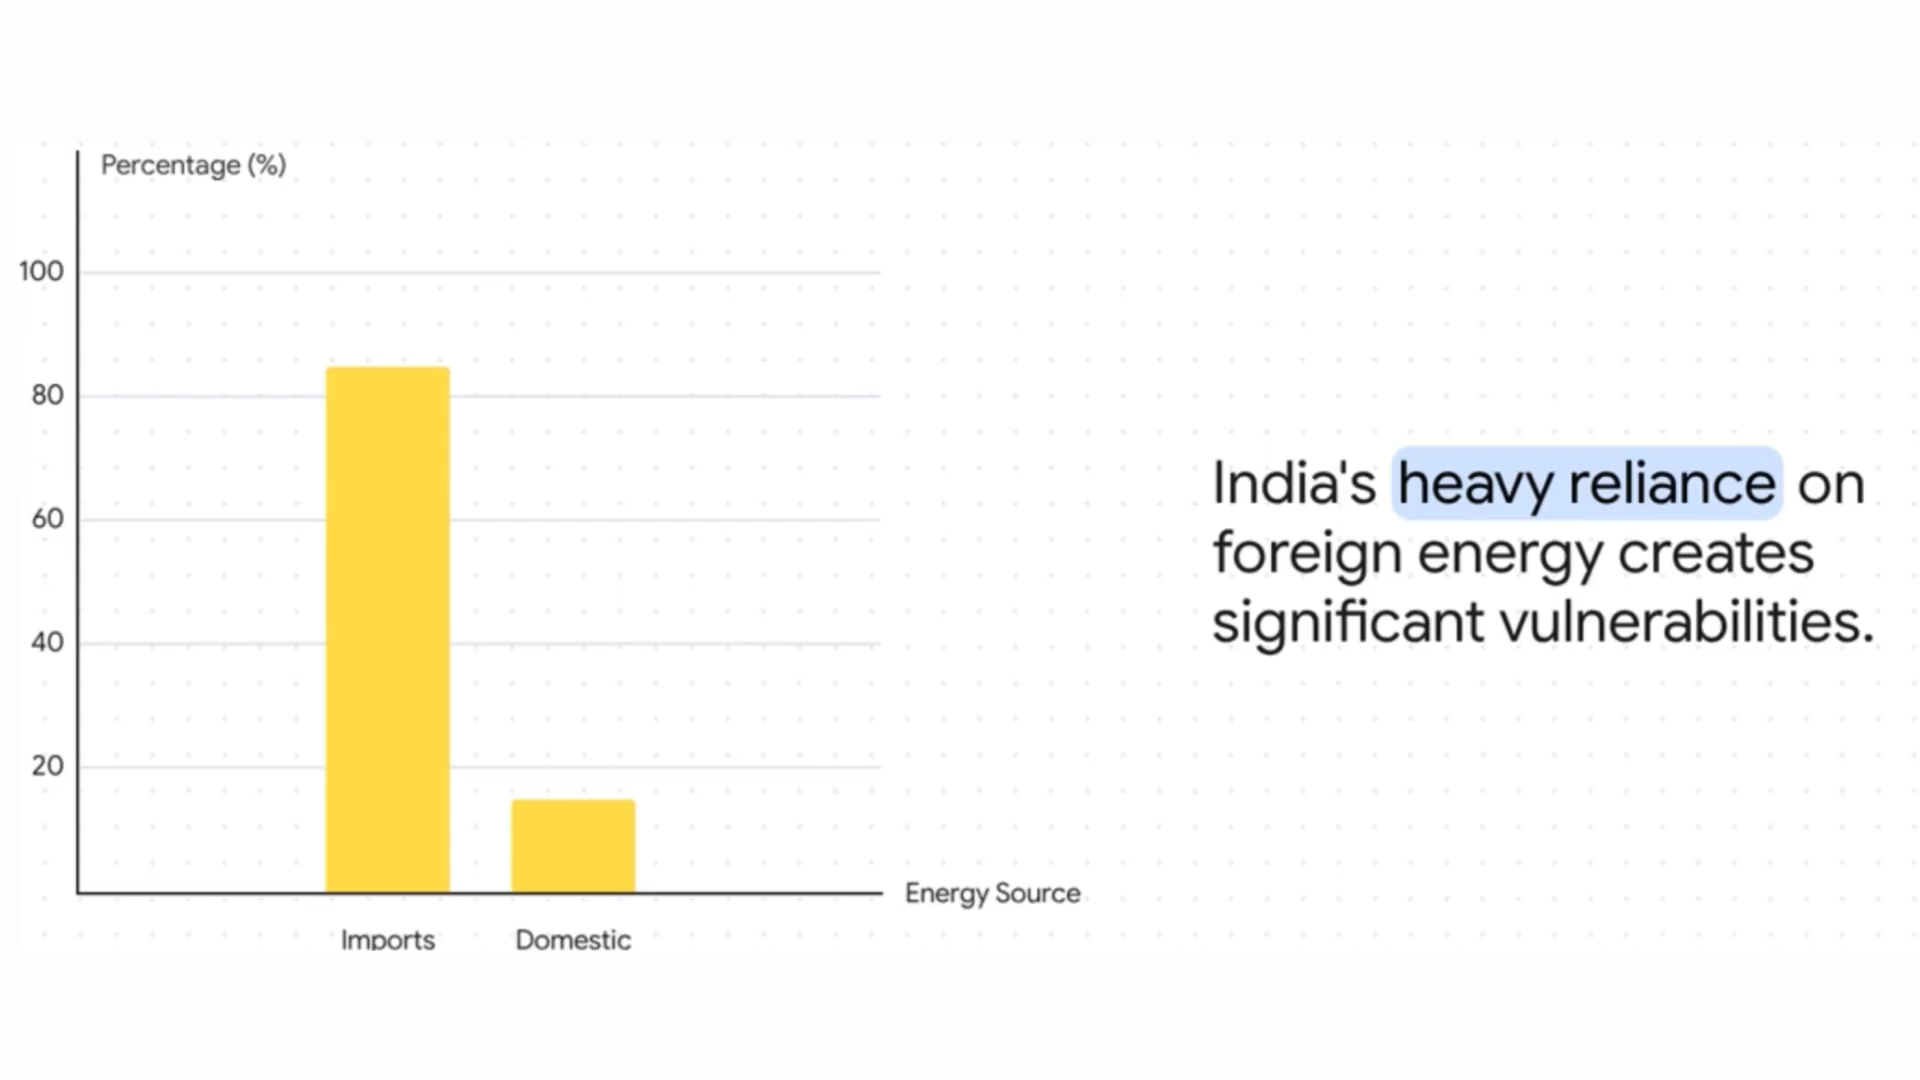 Percentage (%)
100
80
60
40
20
Imports
Domestic
Energy Source
India's heavy reliance on
foreign energy creates
significant vulnerabilities.